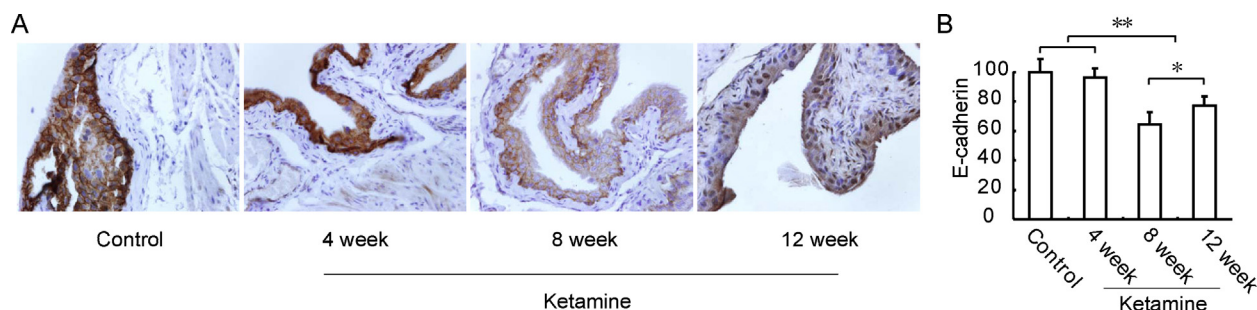 A
Control
4 week
8 week
12 week
Ketamine
B
**
*
E-cadherin
100
80
60
40
20
0
Control
4 week
8 week
12 week
Ketamine